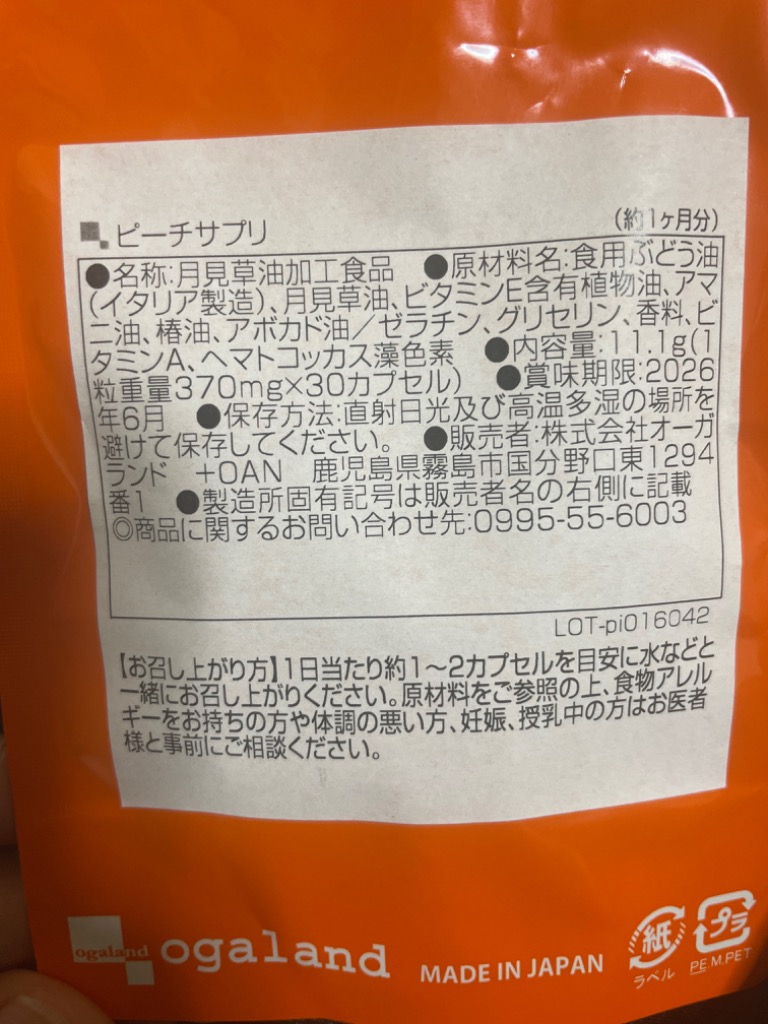 ピーチサプリ
(約1ヶ月分)
●名称:月見草油加工食品 ●原材料名:食用ぶどう油
(イタリア製造)、月見草油、ビタミンE含有植物油、アマ
ニ油、椿油、アボカド油/ゼラチン、グリセリン、香料、ビ
タミンA、ヘマトコッカス藻色素 ●内容量:11.1g(1
粒重量370mg×30カプセル) ●賞味期限:2026
年6月 ●保存方法:直射日光及び高温多湿の場所を
避けて保存してください。 ●販売者:株式会社オーガ
ランド +OAN 鹿児島県霧島市国分野口東1294
番1 ●製造所固有記号は販売者名の右側に記載
◎商品に関するお問い合わせ先:0995-55-6003
LOT-pi016042
【お召し上がり方】1日当たり約1～2カプセルを目安に水などと
一緒にお召し上がりください。原材料をご参照の上、食物アレル
ギーをお持ちの方や体調の悪い方、妊娠、授乳中の方はお医者
様と事前にご相談ください。
ogaland ogaland MADE IN JAPAN
紙 ラベル
プラ PE M,PET